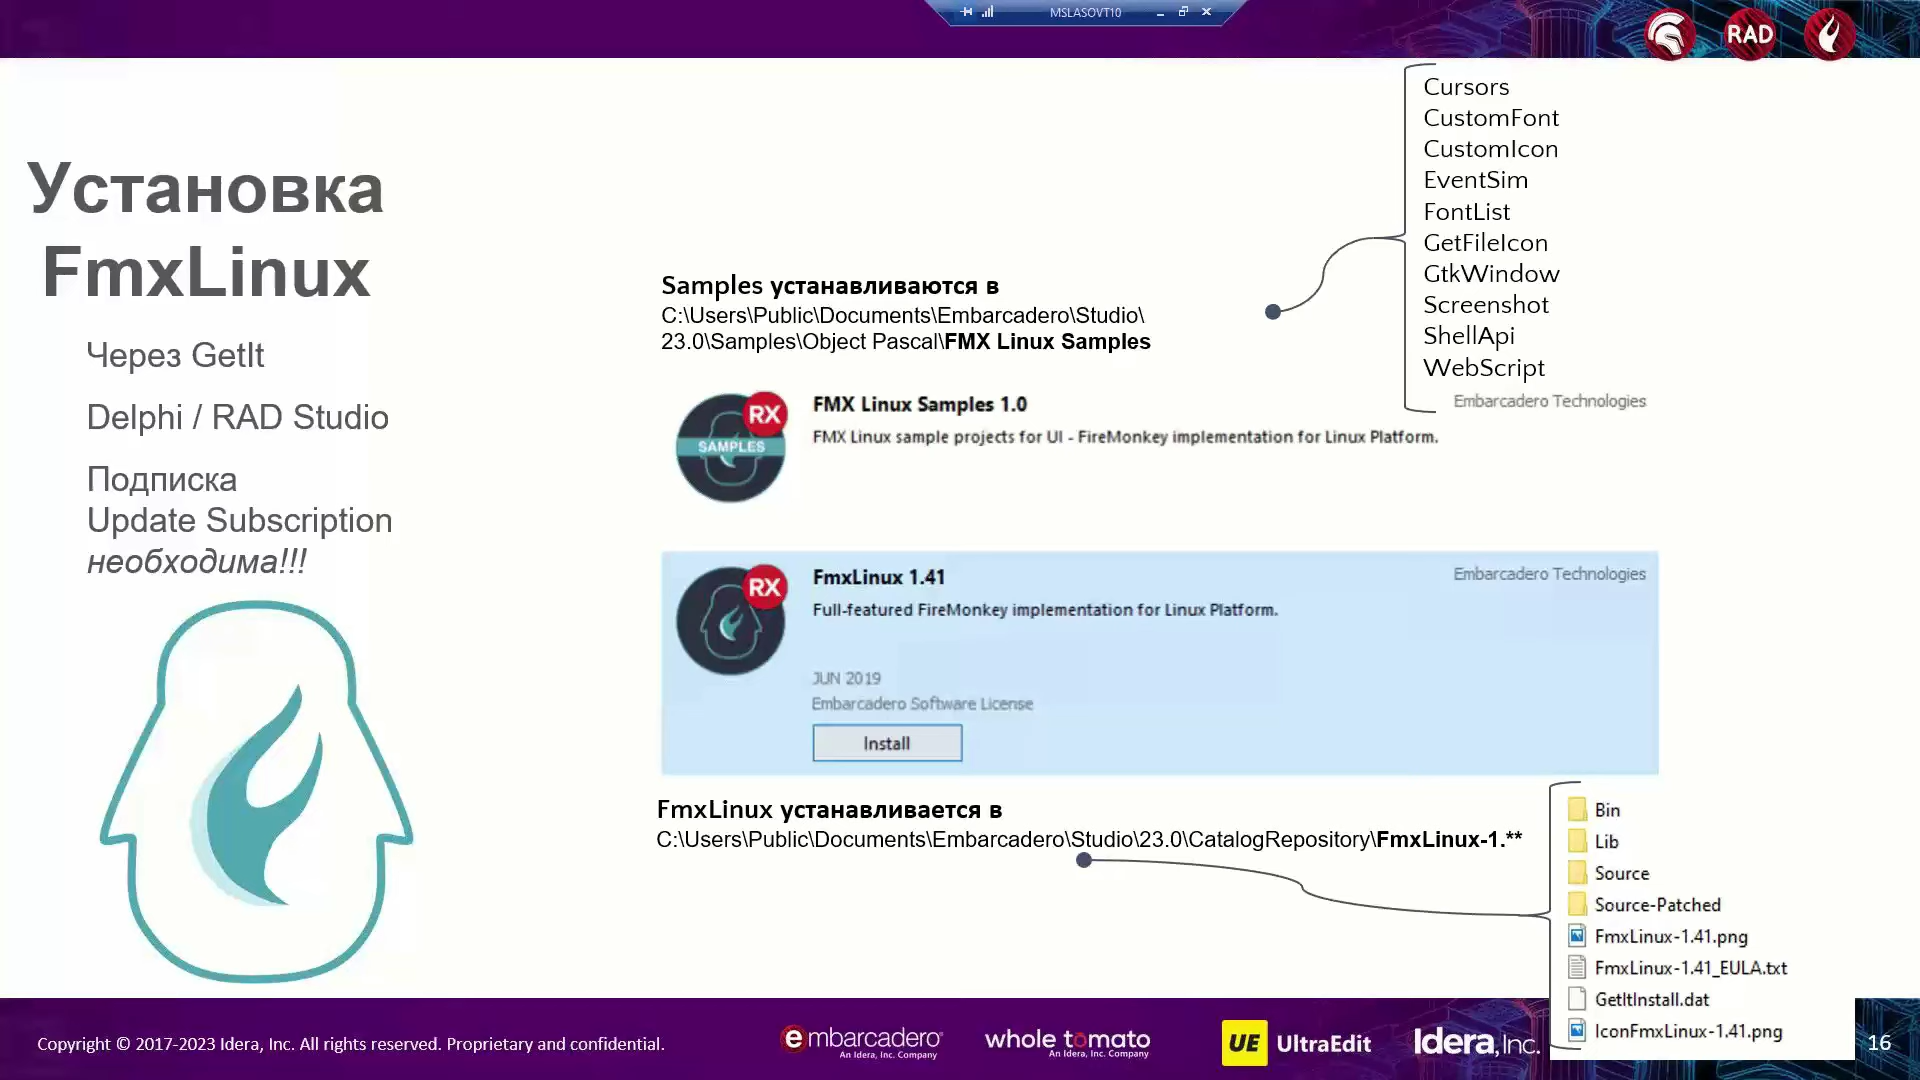 MSLASOVT10
RAD
Установка
FmxLinux
Через GetIt
Delphi / RAD Studio
Подписка
Update Subscription
необходима!!!
Cursors
CustomFont
CustomIcon
EventSim
FontList
GetFileIcon
GtkWindow
Screenshot
ShellApi
WebScript
Samples устанавливаются в
C:\Users\Public\Documents\Embarcadero\Studio\
23.0\Samples\Object Pascal\FMX Linux Samples
RX
SAMPLES
FMX Linux Samples 1.0
Embarcadero Technologies
FMX Linux sample projects for UI - FireMonkey implementation for Linux Platform.
RX
FmxLinux 1.41
Embarcadero Technologies
Full-featured FireMonkey implementation for Linux Platform.
JUN 2019
Embarcadero Software License
Install
FmxLinux устанавливается в
C:\Users\Public\Documents\Embarcadero\Studio\23.0\CatalogRepository\FmxLinux-1.**
Bin
Lib
Source
Source-Patched
FmxLinux-1.41.png
FmxLinux-1.41_EULA.txt
GetItInstall.dat
IconFmxLinux-1.41.png
Copyright © 2017-2023 Idera, Inc. All rights reserved. Proprietary and confidential.
embarcadero
An Idera, Inc. Company
whole tomato
An Idera, Inc. Company
UE UltraEdit
Idera, Inc.
16